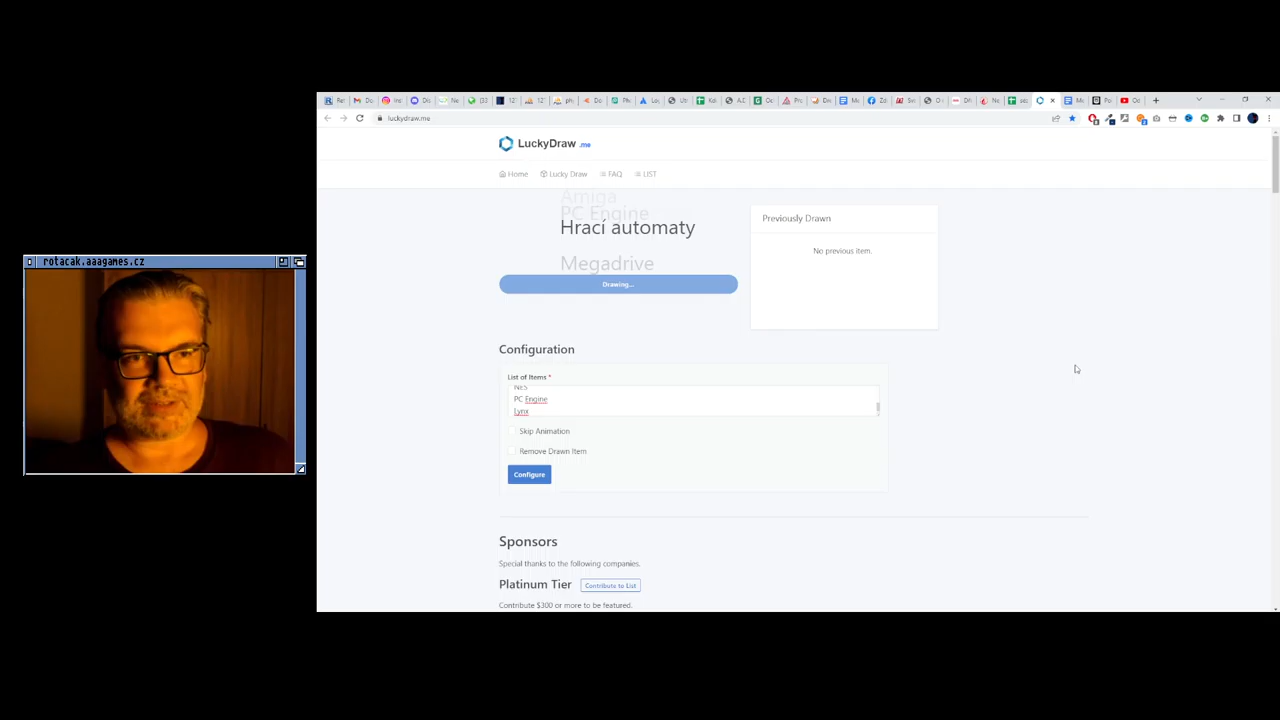 rotacak.aaagames.cz
luckydraw.me
LuckyDraw .me
Home
Lucky Draw
FAQ
LIST
Amiga
PC Engine
Hrací automaty
Megadrive
Drawing...
Previously Drawn
No previous item.
Configuration
List of Items *
NES
PC Engine
Lynx
Skip Animation
Remove Drawn Item
Configure
Sponsors
Special thanks to the following companies.
Platinum Tier
Contribute to List
Contribute $300 or more to be featured.